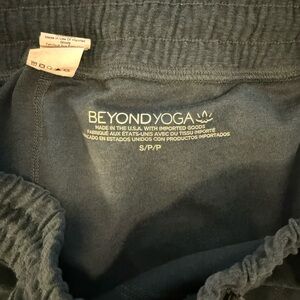 BEYOND YOGA
MADE IN THE U.S.A. WITH IMPORTED GOODS
FABRIQUÉ AUX ÉTATS-UNIS AVEC DU TISSU IMPORTÉ
EN ESTADOS UNIDOS CON PRODUCTOS IMPORTADOS
S/P/P